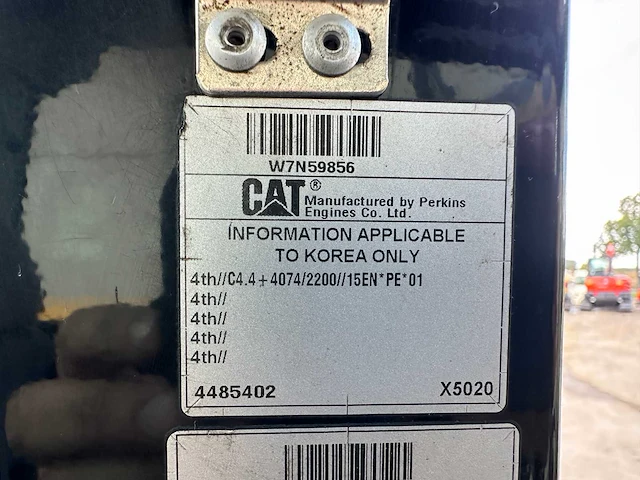 W7N59856
CAT® Manufactured by Perkins
Engines Co. Ltd.
INFORMATION APPLICABLE
TO KOREA ONLY
4th//C4.4+4074/2200//15EN*PE*01
4th//
4th//
4th//
4th//
4485402 X5020